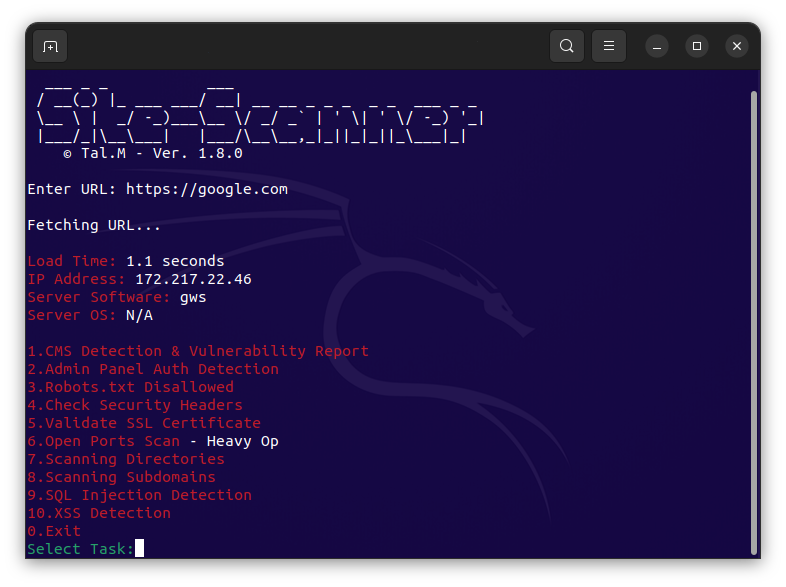 Site-Scanner
© Tal.M - Ver. 1.8.0
Enter URL: https://google.com
Fetching URL...
Load Time: 1.1 seconds
IP Address: 172.217.22.46
Server Software: gws
Server OS: N/A
1.CMS Detection & Vulnerability Report
2.Admin Panel Auth Detection
3.Robots.txt Disallowed
4.Check Security Headers
5.Validate SSL Certificate
6.Open Ports Scan - Heavy Op
7.Scanning Directories
8.Scanning Subdomains
9.SQL Injection Detection
10.XSS Detection
0.Exit
Select Task: